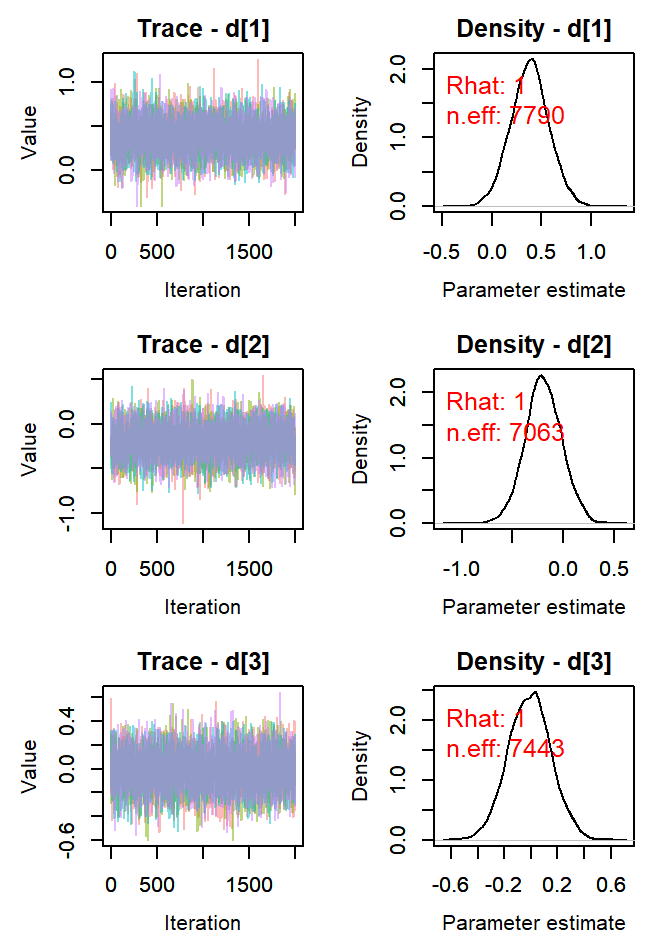 Trace - d[1]
Value
0.0 1.0
0 500 1500
Iteration
Density - d[1]
Density
0.0 1.0 2.0
Rhat: 1
n.eff: 7790
-0.5 0.0 0.5 1.0
Parameter estimate
Trace - d[2]
Value
-1.0 0.0
0 500 1500
Iteration
Density - d[2]
Density
0.0 1.0 2.0
Rhat: 1
n.eff: 7063
-1.0 0.0 0.5
Parameter estimate
Trace - d[3]
Value
-0.6 0.0 0.4
0 500 1500
Iteration
Density - d[3]
Density
0.0 1.0 2.0
Rhat: 1
n.eff: 7443
-0.6 -0.2 0.2 0.6
Parameter estimate